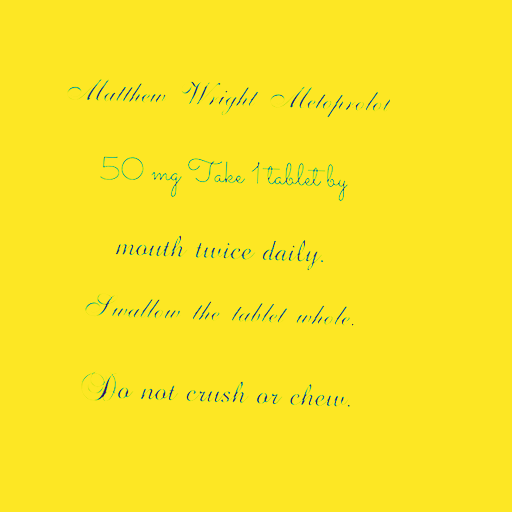 Matthew Wright Metoprolol
50 mg Take 1 tablet by
mouth twice daily.
Swallow the tablet whole.
Do not crush or chew.